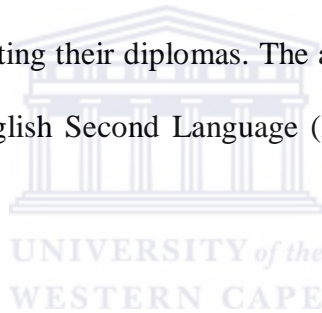 ting their diplomas. The a
glish Second Language (
UNIVERSITY of the
WESTERN CAPE